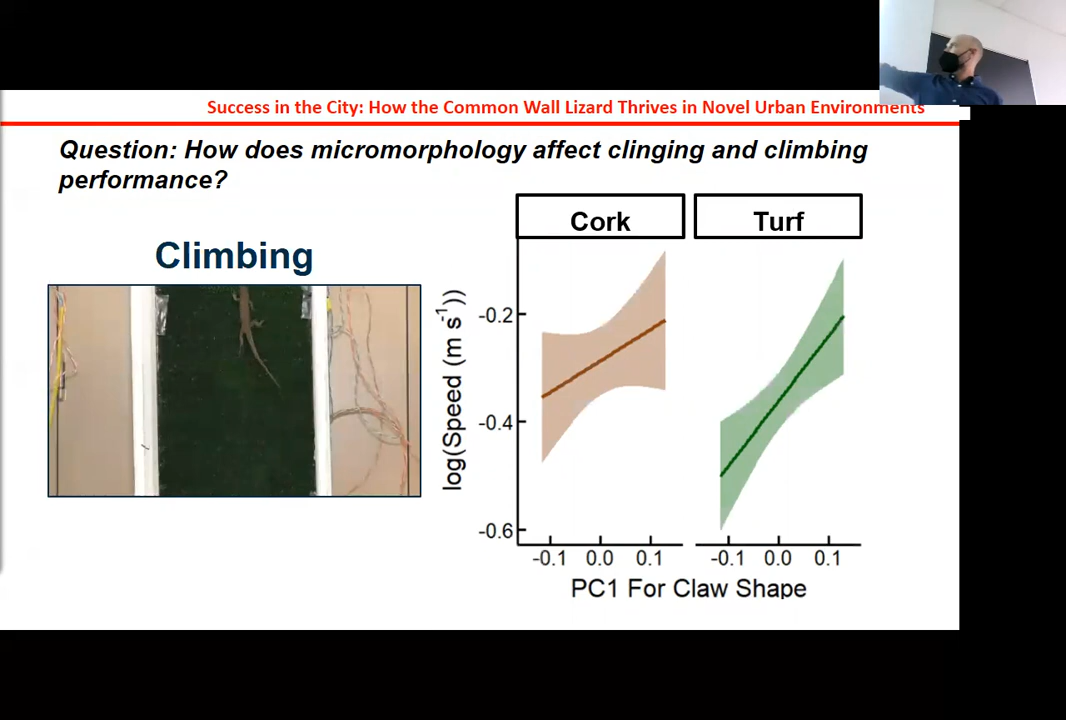 Success in the City: How the Common Wall Lizard Thrives in Novel Urban Environments
Question: How does micromorphology affect clinging and climbing
performance?
Climbing
Cork
Turf
log(Speed (m s⁻¹))
-0.2
-0.4
-0.6
-0.1 0.0 0.1
-0.1 0.0 0.1
PC1 For Claw Shape